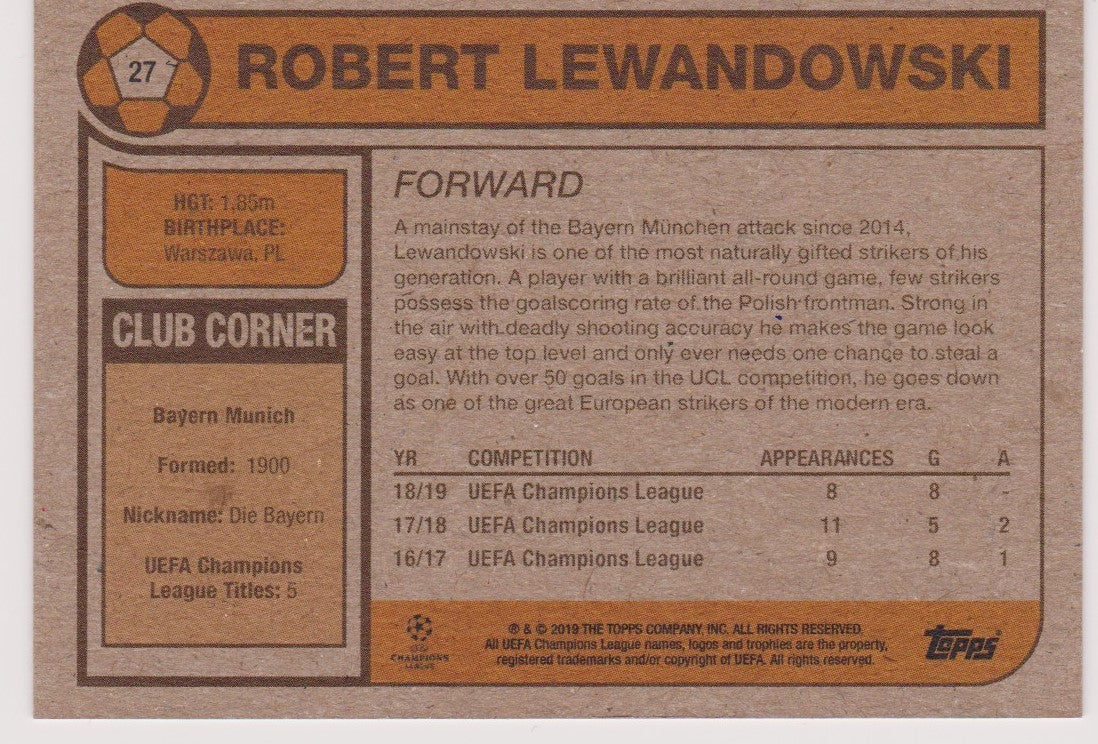 27
ROBERT LEWANDOWSKI
HGT: 1.85m
BIRTHPLACE:
Warszawa, PL
CLUB CORNER
Bayern Munich
Formed: 1900
Nickname: Die Bayern
UEFA Champions
League Titles: 5
FORWARD
A mainstay of the Bayern München attack since 2014,
Lewandowski is one of the most naturally gifted strikers of his
generation. A player with a brilliant all-round game, few strikers
possess the goalscoring rate of the Polish frontman. Strong in
the air with deadly shooting accuracy he makes the game look
easy at the top level and only ever needs one chance to steal a
goal. With over 50 goals in the UCL competition, he goes down
as one of the great European strikers of the modern era.
YR COMPETITION APPEARANCES G A
18/19 UEFA Champions League 8 8 -
17/18 UEFA Champions League 11 5 2
16/17 UEFA Champions League 9 8 1
CHAMPIONS
LEAGUE
® & © 2019 THE TOPPS COMPANY, INC. ALL RIGHTS RESERVED.
All UEFA Champions League names, logos and trophies are the property,
registered trademarks and/or copyright of UEFA. All rights reserved.
Topps